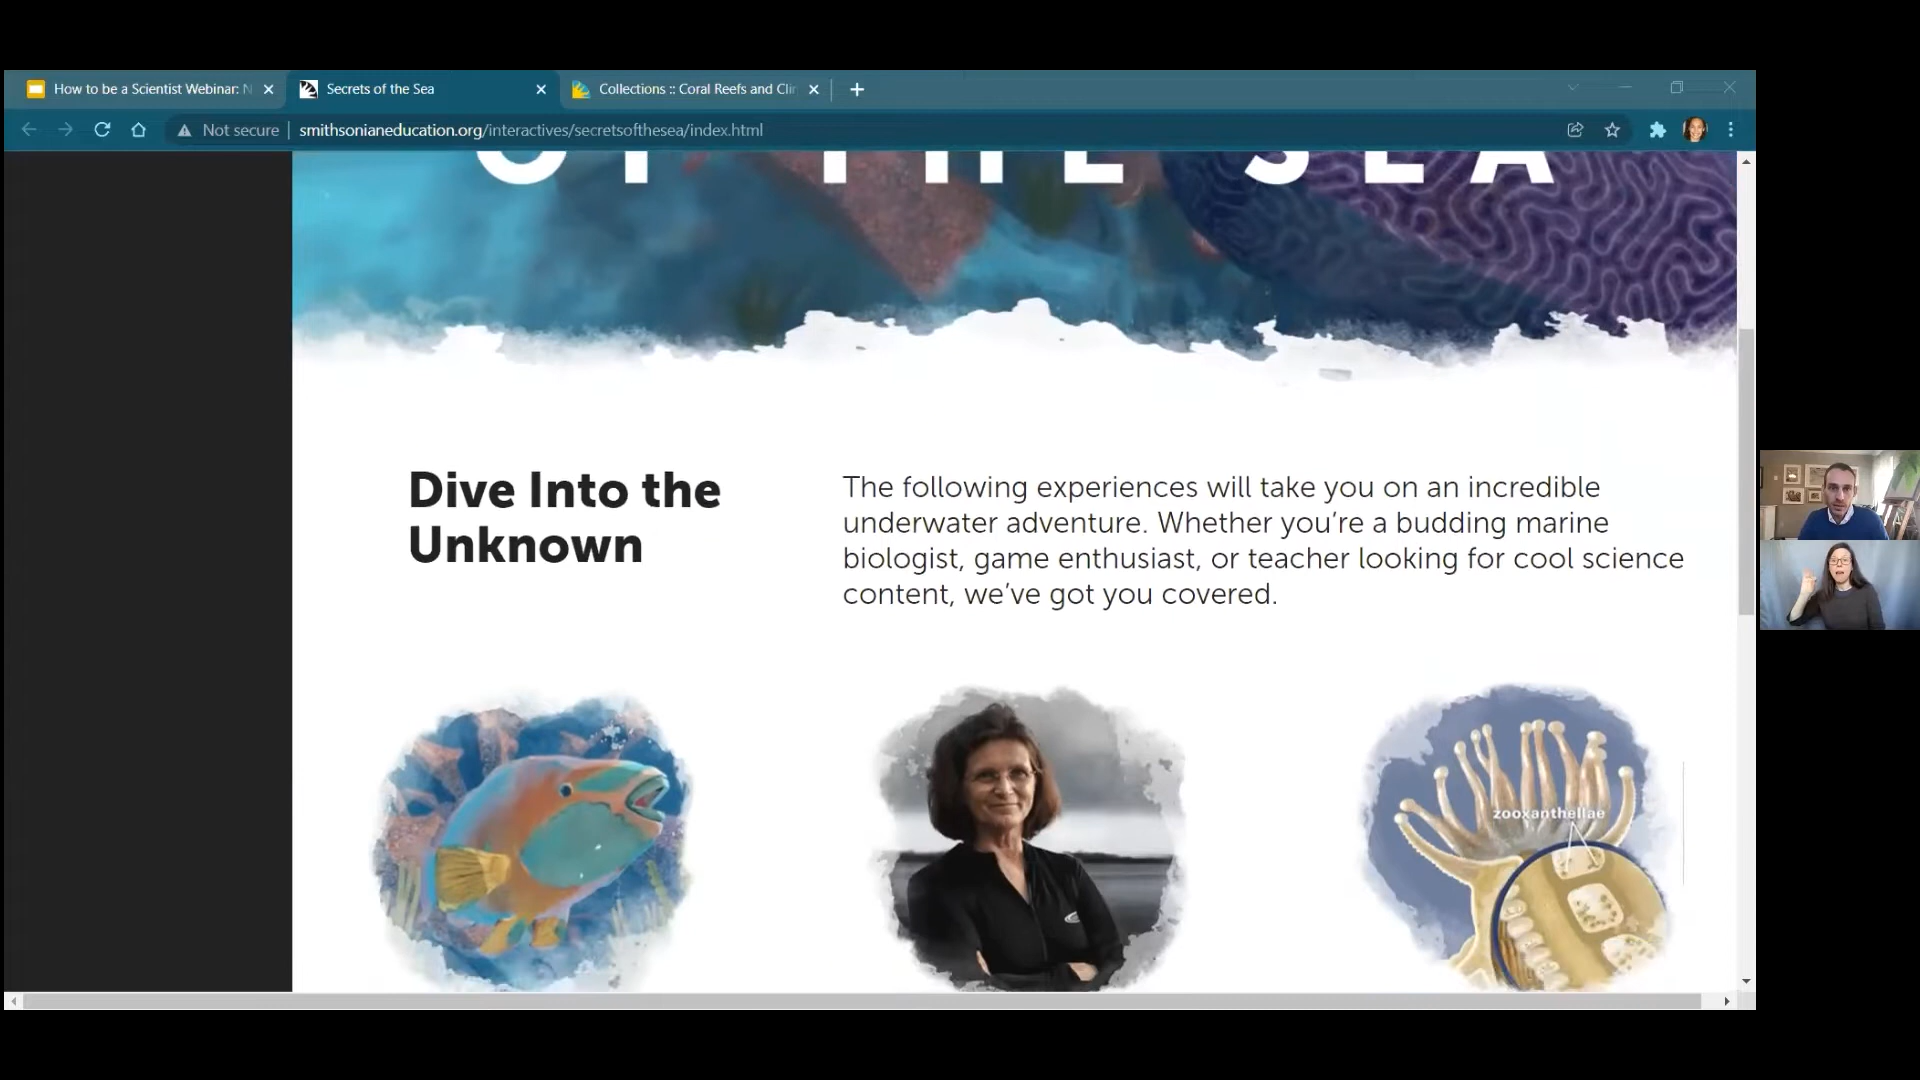 How to be a Scientist Webinar: N
Secrets of the Sea
Collections :: Coral Reefs and Cli
Not secure
smithsonianeducation.org/interactives/secretsofthesea/index.html
OF THE SEA
Dive Into the
Unknown
The following experiences will take you on an incredible
underwater adventure. Whether you’re a budding marine
biologist, game enthusiast, or teacher looking for cool science
content, we’ve got you covered.
zooxanthellae